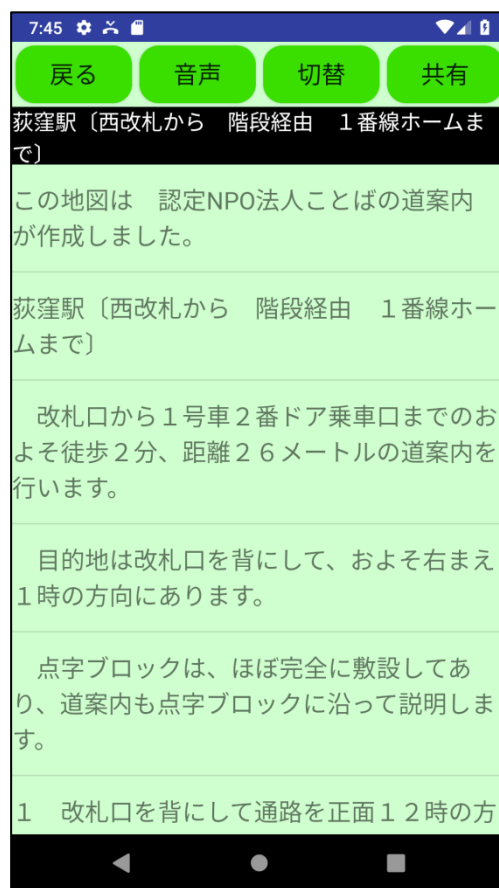 7:45
戻る 音声 切替 共有
荻窪駅〔西改札から　階段経由　１番線ホームま
で〕
この地図は　認定NPO法人ことばの道案内
が作成しました。
荻窪駅〔西改札から　階段経由　１番線ホー
ムまで〕
　改札口から１号車２番ドア乗車口までのお
よそ徒歩２分、距離２６メートルの道案内を
行います。
　目的地は改札口を背にして、およそ右まえ
１時の方向にあります。
　点字ブロックは、ほぼ完全に敷設してあ
り、道案内も点字ブロックに沿って説明しま
す。
１　改札口を背にして通路を正面１２時の方